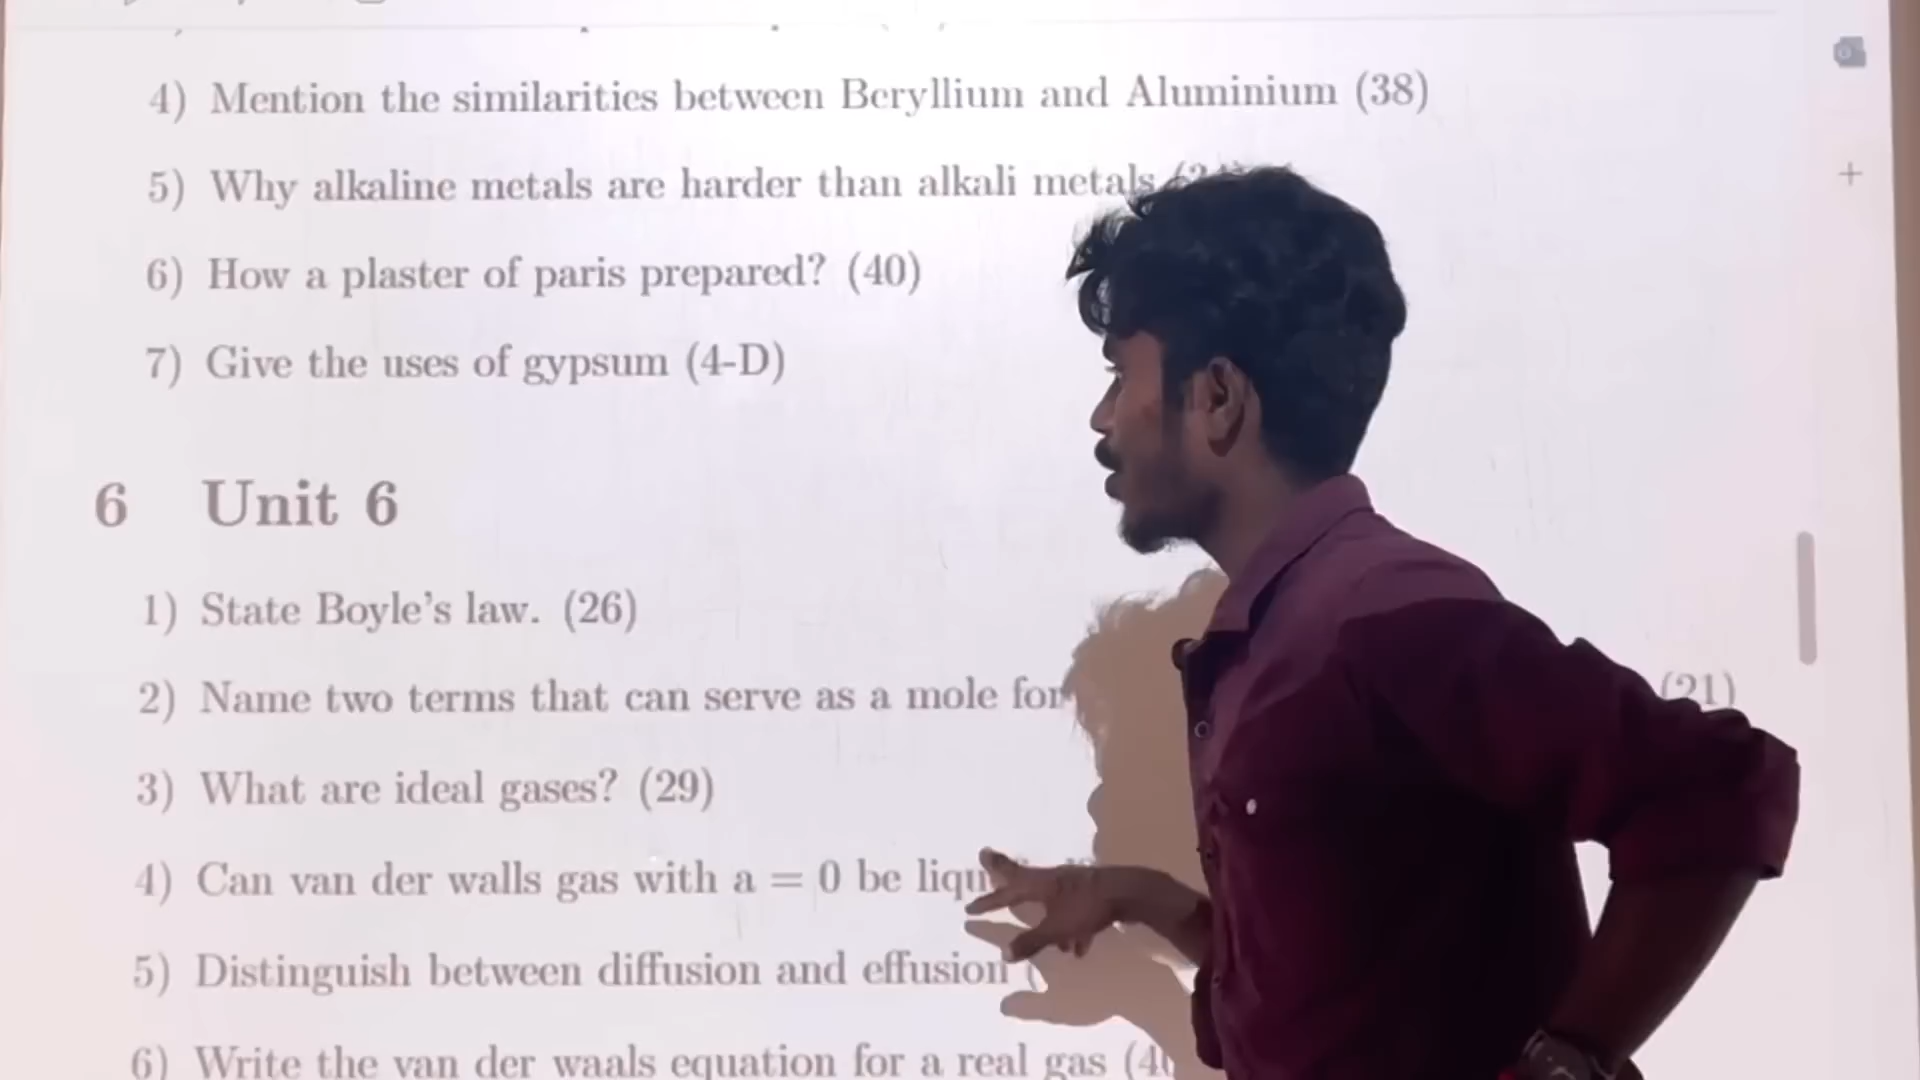 4) Mention the similarities between Beryllium and Aluminium (38)
5) Why alkaline metals are harder than alkali metals
6) How a plaster of paris prepared? (40)
7) Give the uses of gypsum (4-D)
6 Unit 6
1) State Boyle's law. (26)
2) Name two terms that can serve as a mole for (21)
3) What are ideal gases? (29)
4) Can van der walls gas with a = 0 be
5) Distinguish between diffusion and effusion (
6) Write the van der waals equation for a real gas